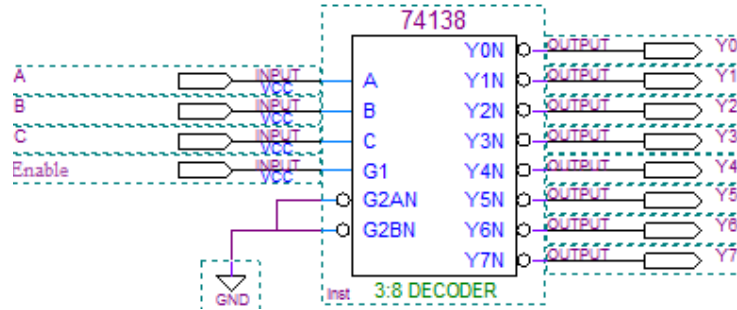 74138
Y0N OUTPUT Y0
A INPUT VCC A Y1N OUTPUT Y1
B INPUT VCC B Y2N OUTPUT Y2
C INPUT VCC C Y3N OUTPUT Y3
Enable INPUT VCC G1 Y4N OUTPUT Y4
G2AN Y5N OUTPUT Y5
G2BN Y6N OUTPUT Y6
Y7N OUTPUT Y7
GND inst 3:8 DECODER